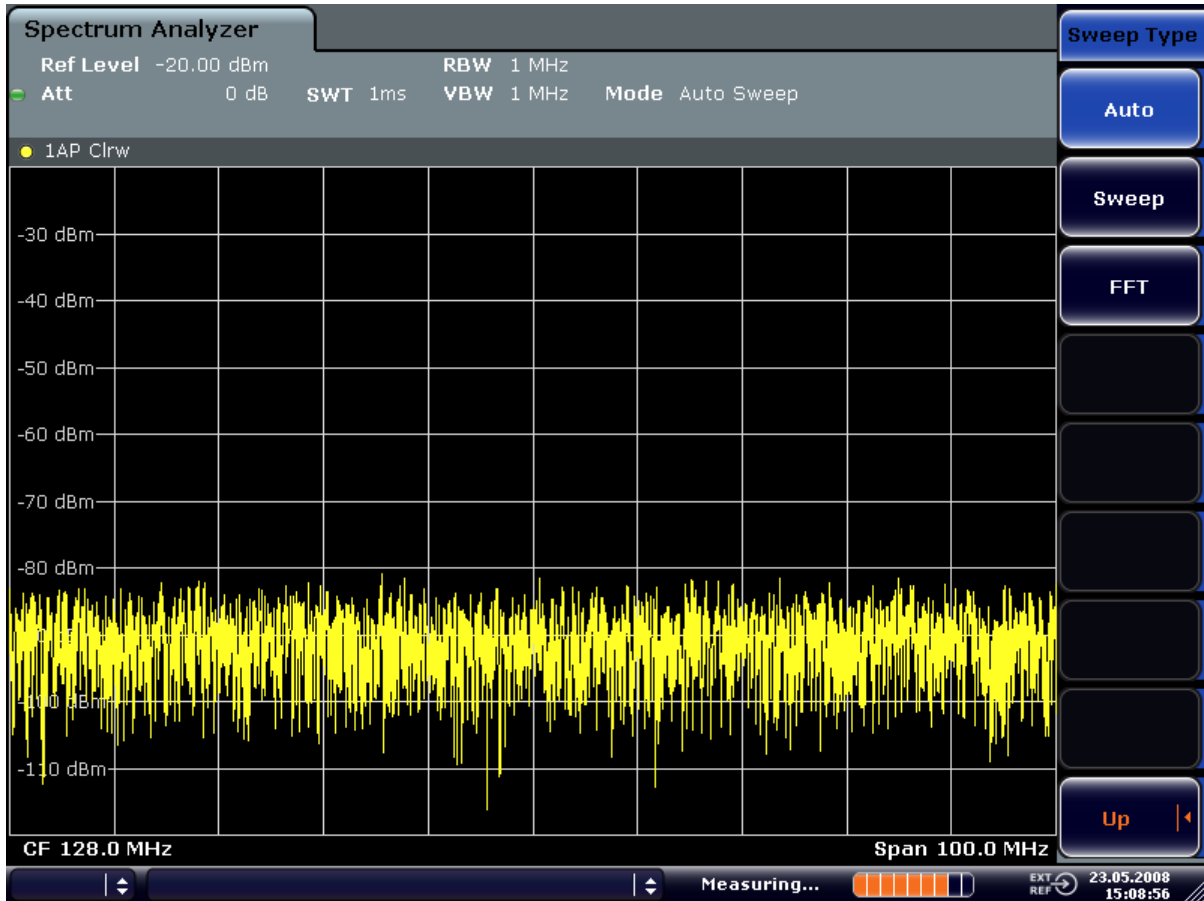 Spectrum Analyzer
Ref Level -20.00 dBm RBW 1 MHz
Att 0 dB SWT 1ms VBW 1 MHz Mode Auto Sweep
1AP Clrw
-30 dBm
-40 dBm
-50 dBm
-60 dBm
-70 dBm
-80 dBm
-100 dBm
-110 dBm
CF 128.0 MHz Span 100.0 MHz
Measuring... EXT REF 23.05.2008 15:08:56
Sweep Type
Auto
Sweep
FFT
Up